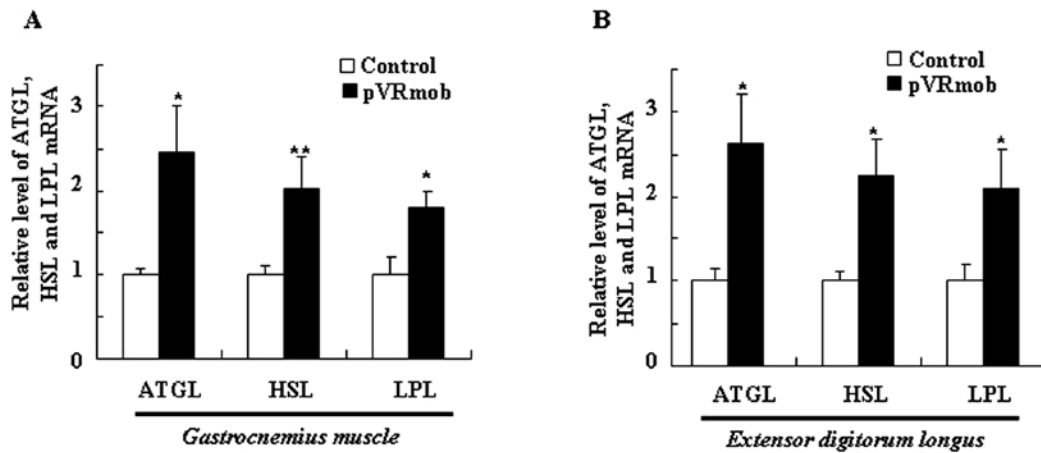 A
Relative level of ATGL,
HSL and LPL mRNA
Control
pVRmob
3
2
1
0
*
**
*
ATGL HSL LPL
Gastrocnemius muscle
B
Relative level of ATGL,
HSL and LPL mRNA
Control
pVRmob
3
2
1
0
*
*
*
ATGL HSL LPL
Extensor digitorum longus